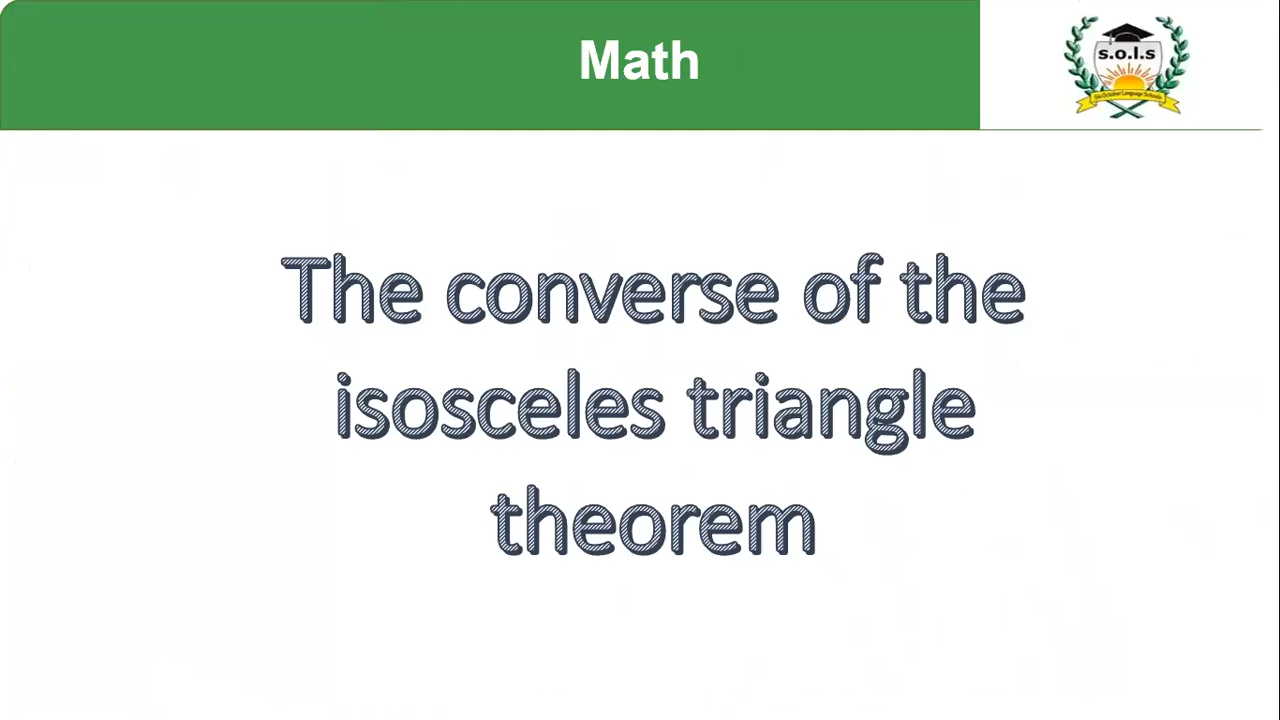 Math
s.o.l.s
The converse of the
isosceles triangle
theorem